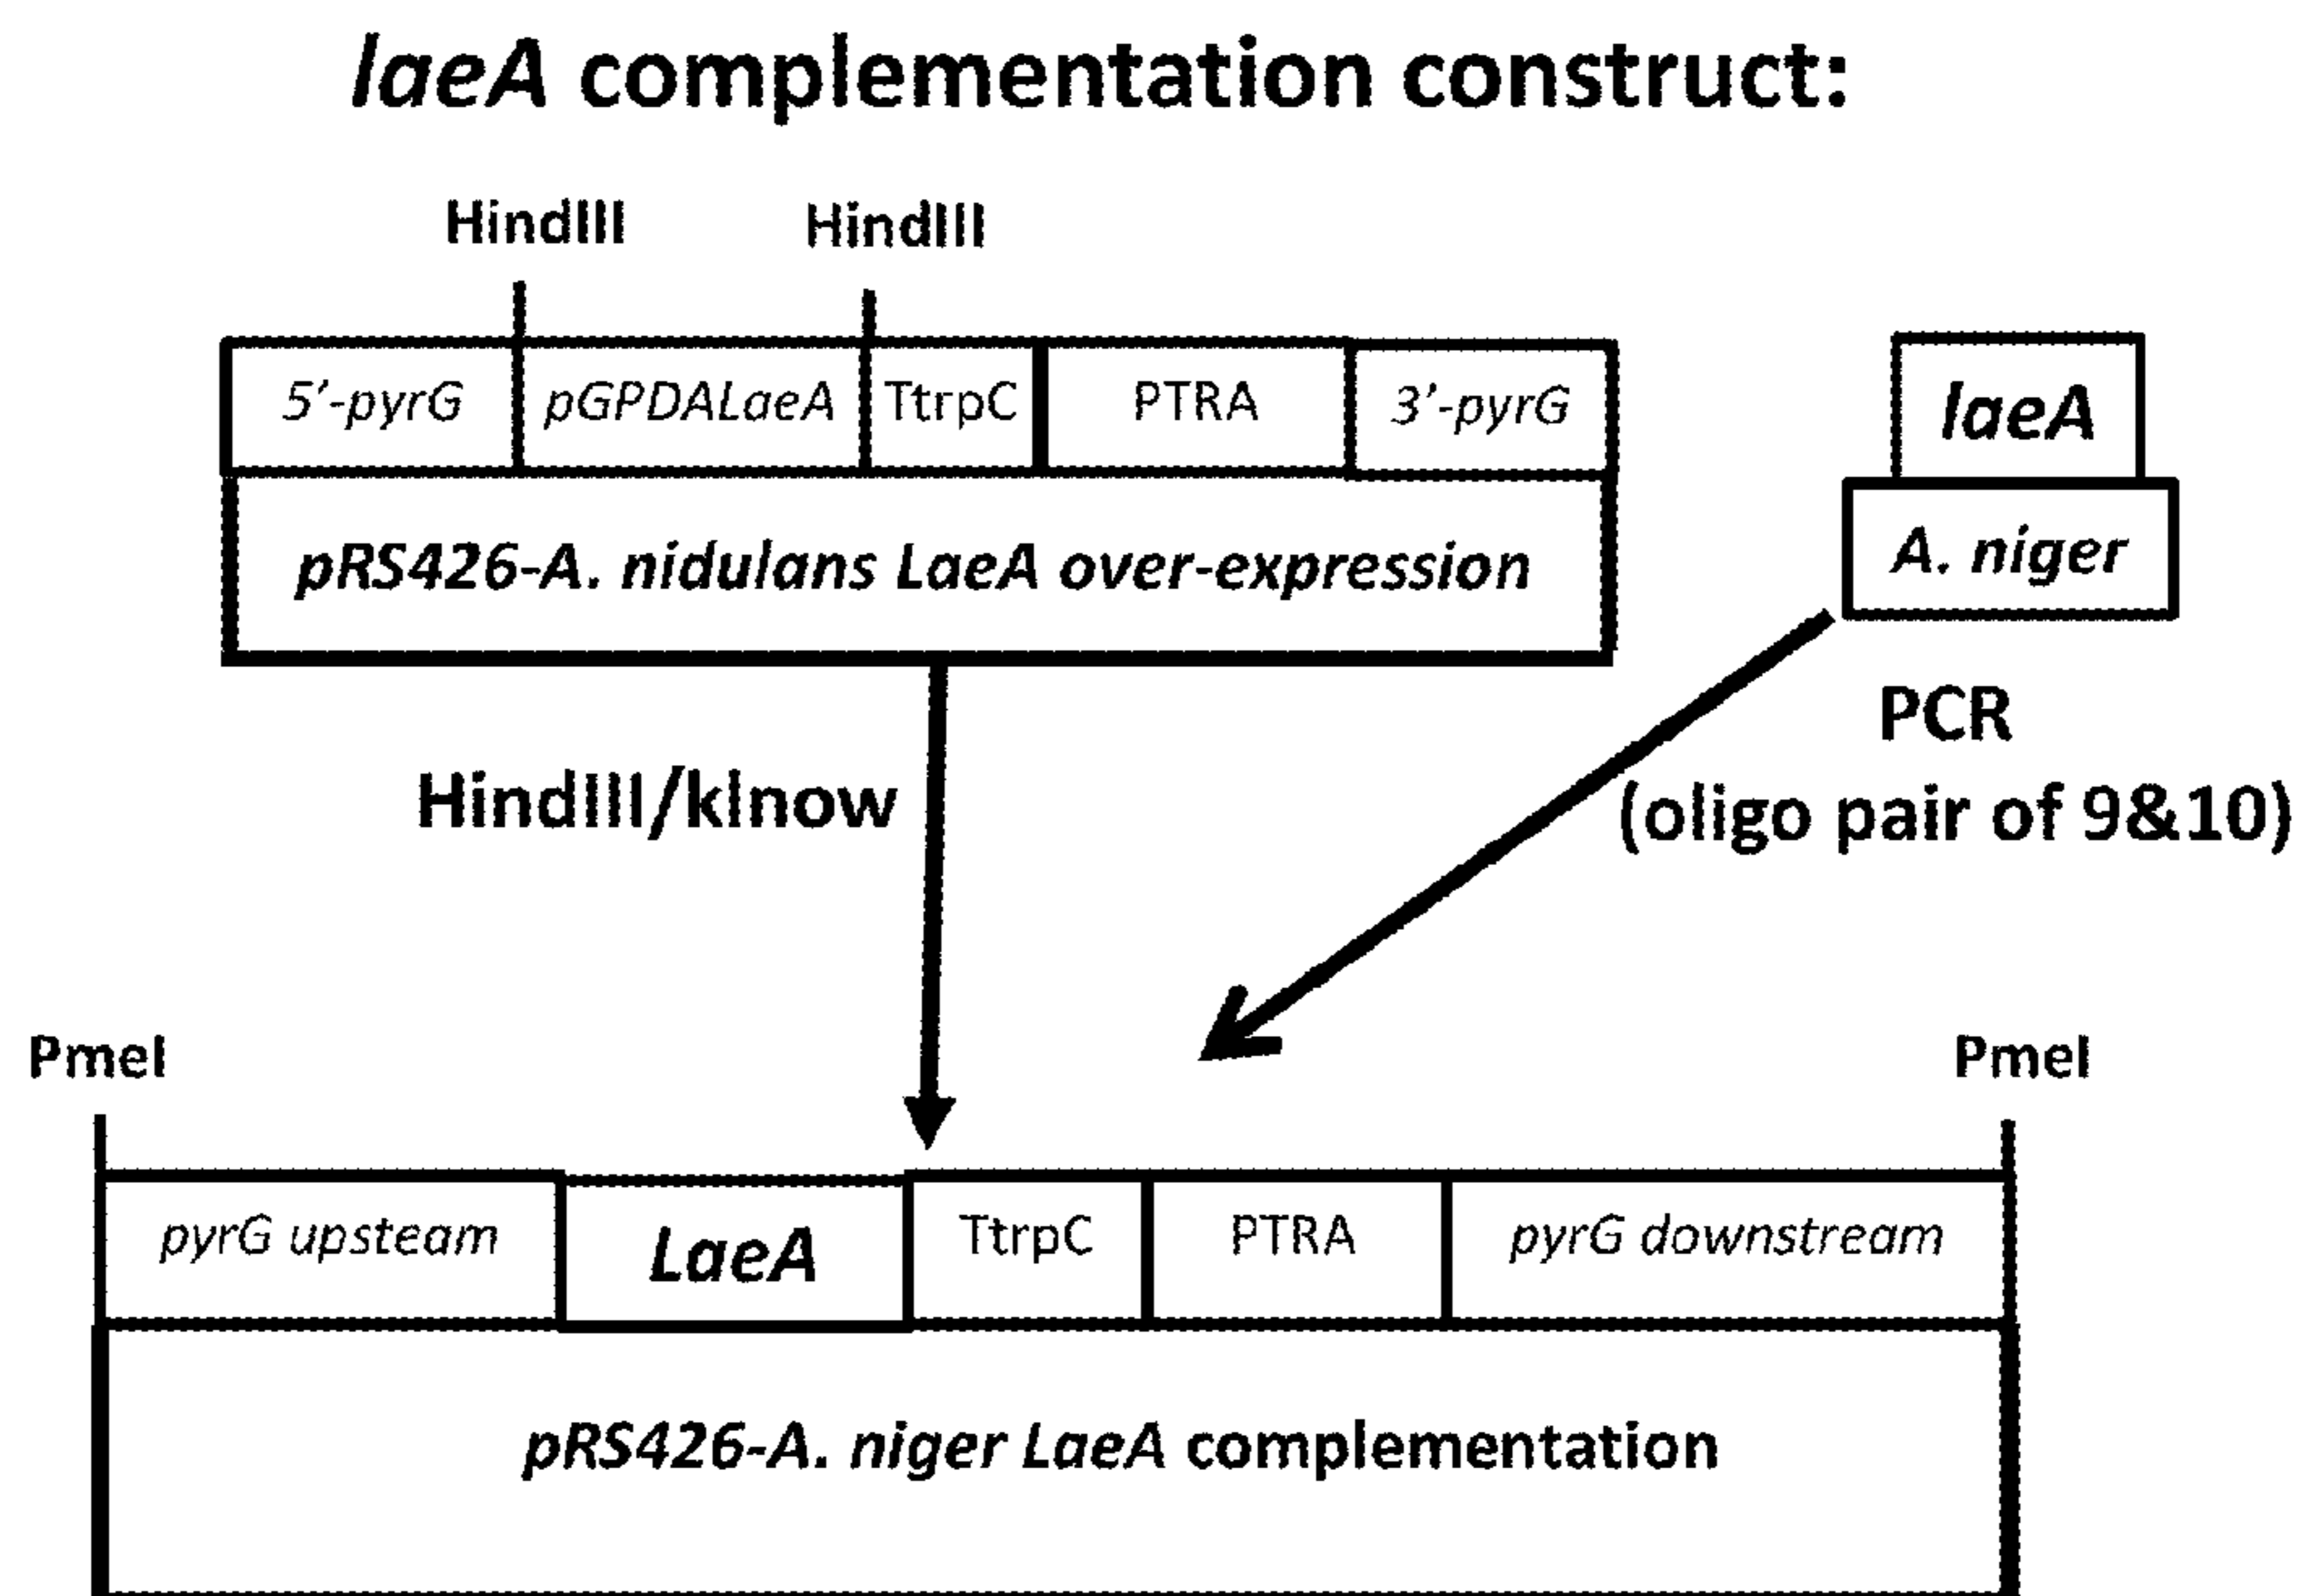 laeA complementation construct:
HindIII HindIII
5'-pyrG pGPDALaeA TtrpC PTRA 3'-pyrG
laeA
pRS426-A. nidulans LaeA over-expression
A. niger
PCR
HindIII/klnow
(oligo pair of 9&10)
PmeI PmeI
pyrG upsteam LaeA TtrpC PTRA pyrG downstream
pRS426-A. niger LaeA complementation